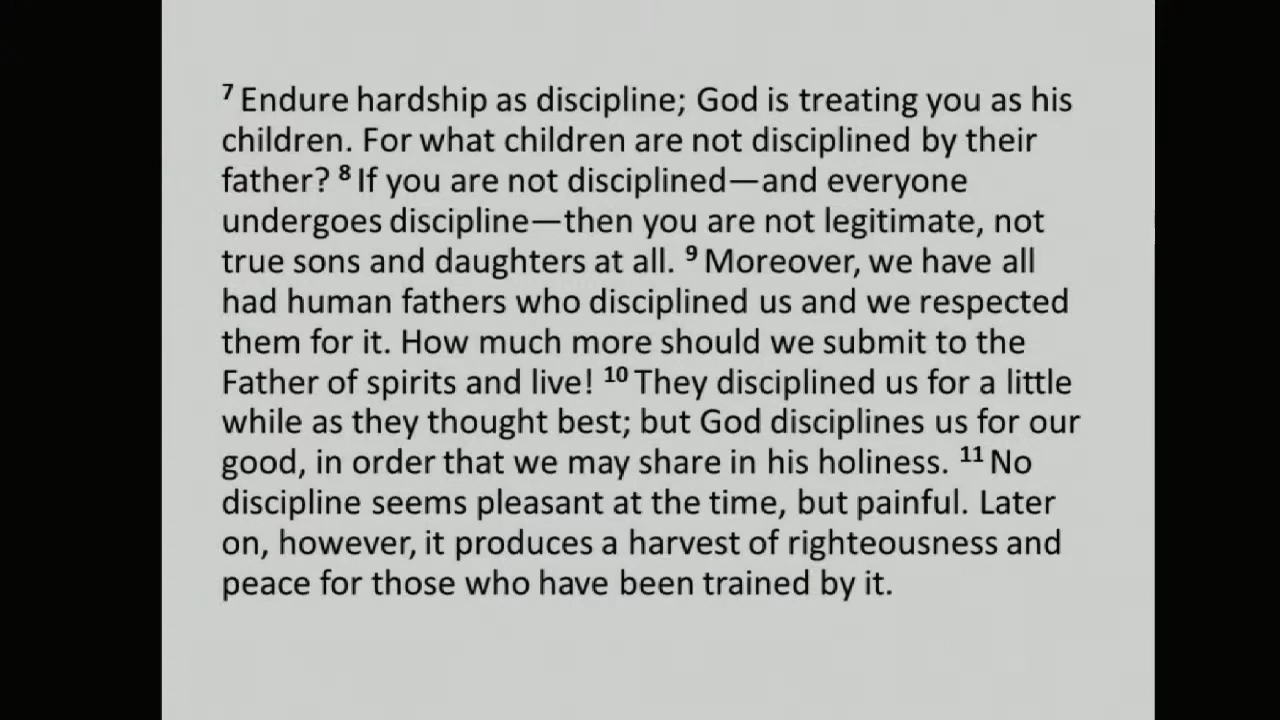 7 Endure hardship as discipline; God is treating you as his
children. For what children are not disciplined by their
father? 8 If you are not disciplined—and everyone
undergoes discipline—then you are not legitimate, not
true sons and daughters at all. 9 Moreover, we have all
had human fathers who disciplined us and we respected
them for it. How much more should we submit to the
Father of spirits and live! 10 They disciplined us for a little
while as they thought best; but God disciplines us for our
good, in order that we may share in his holiness. 11 No
discipline seems pleasant at the time, but painful. Later
on, however, it produces a harvest of righteousness and
peace for those who have been trained by it.